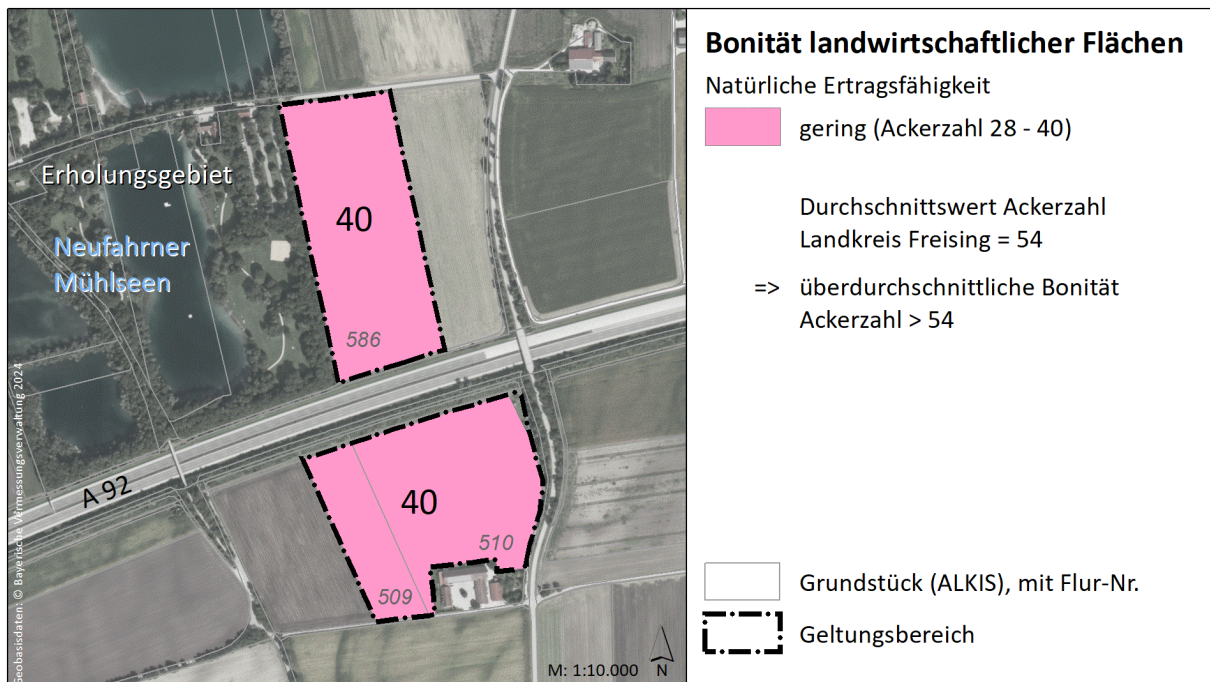 Erholungsgebiet
Neufahrner
Mühlseen
40
586
A 92
40
510
509
Geobasisdaten: © Bayerische Vermessungsverwaltung 2024
M: 1:10.000
N
Bonität landwirtschaftlicher Flächen
Natürliche Ertragsfähigkeit
gering (Ackerzahl 28 - 40)
Durchschnittswert Ackerzahl
Landkreis Freising = 54
=> überdurchschnittliche Bonität
Ackerzahl > 54
Grundstück (ALKIS), mit Flur-Nr.
Geltungsbereich